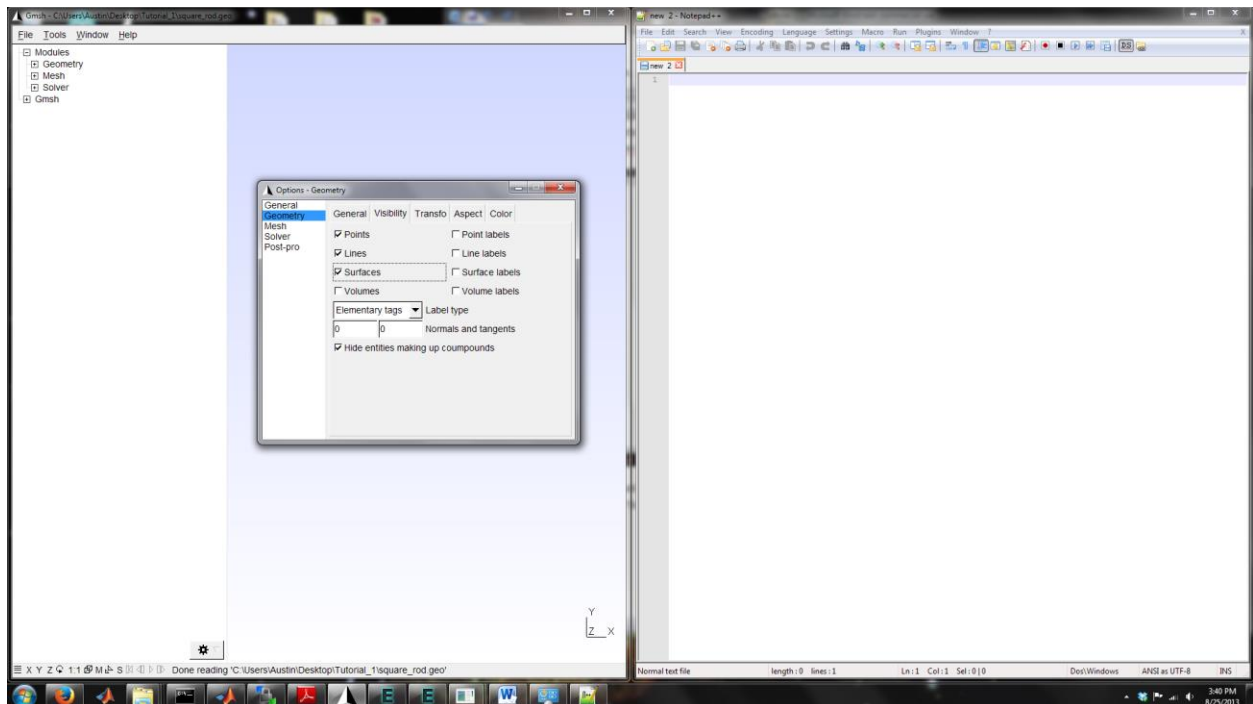 Gmsh - C:\Users\Austin\Desktop\Tutorial_1\square_rod.geo
File Tools Window Help
Modules
Geometry
Mesh
Solver
Gmsh
Options - Geometry
General
Geometry
Mesh
Solver
Post-pro
General Visibility Transfo Aspect Color
Points Point labels
Lines Line labels
Surfaces Surface labels
Volumes Volume labels
Elementary tags Label type
0 0 Normals and tangents
Hide entities making up coumpounds
Y
Z X
X Y Z 1:1 M S Done reading 'C:\Users\Austin\Desktop\Tutorial_1\square_rod.geo'
new 2 - Notepad++
File Edit Search View Encoding Language Settings Macro Run Plugins Window ? X
new 2
1
Normal text file length : 0 lines : 1 Ln : 1 Col : 1 Sel : 0 | 0 Dos\Windows ANSI as UTF-8 INS
3:40 PM
8/25/2013